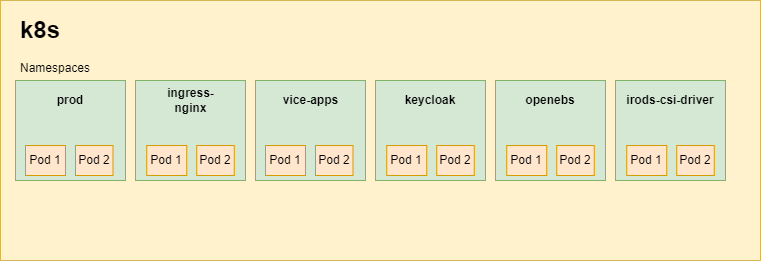 k8s
Namespaces
prod
ingress-
nginx
vice-apps
keycloak
openebs
irods-csi-driver
Pod 1
Pod 2
Pod 1
Pod 2
Pod 1
Pod 2
Pod 1
Pod 2
Pod 1
Pod 2
Pod 1
Pod 2